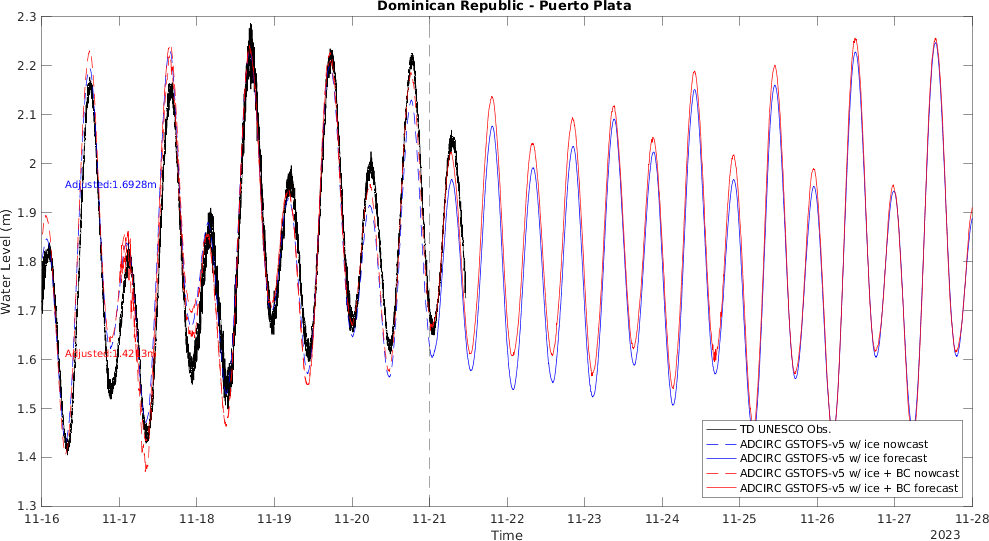 Dominican Republic - Puerto Plata
2.3
2.2
2.1
2
1.9
1.8
1.7
1.6
1.5
1.4
1.3
Water Level (m)
Adjusted:1.6928m
TD UNESCO Obs.
ADCIRC GSTOFS-v5 w/ ice nowcast
ADCIRC GSTOFS-v5 w/ ice forecast
ADCIRC GSTOFS-v5 w/ ice + BC nowcast
ADCIRC GSTOFS-v5 w/ ice + BC forecast
11-16 11-17 11-18 11-19 11-20 11-21 11-22 11-23 11-24 11-25 11-26 11-27 11-28
Time
2023